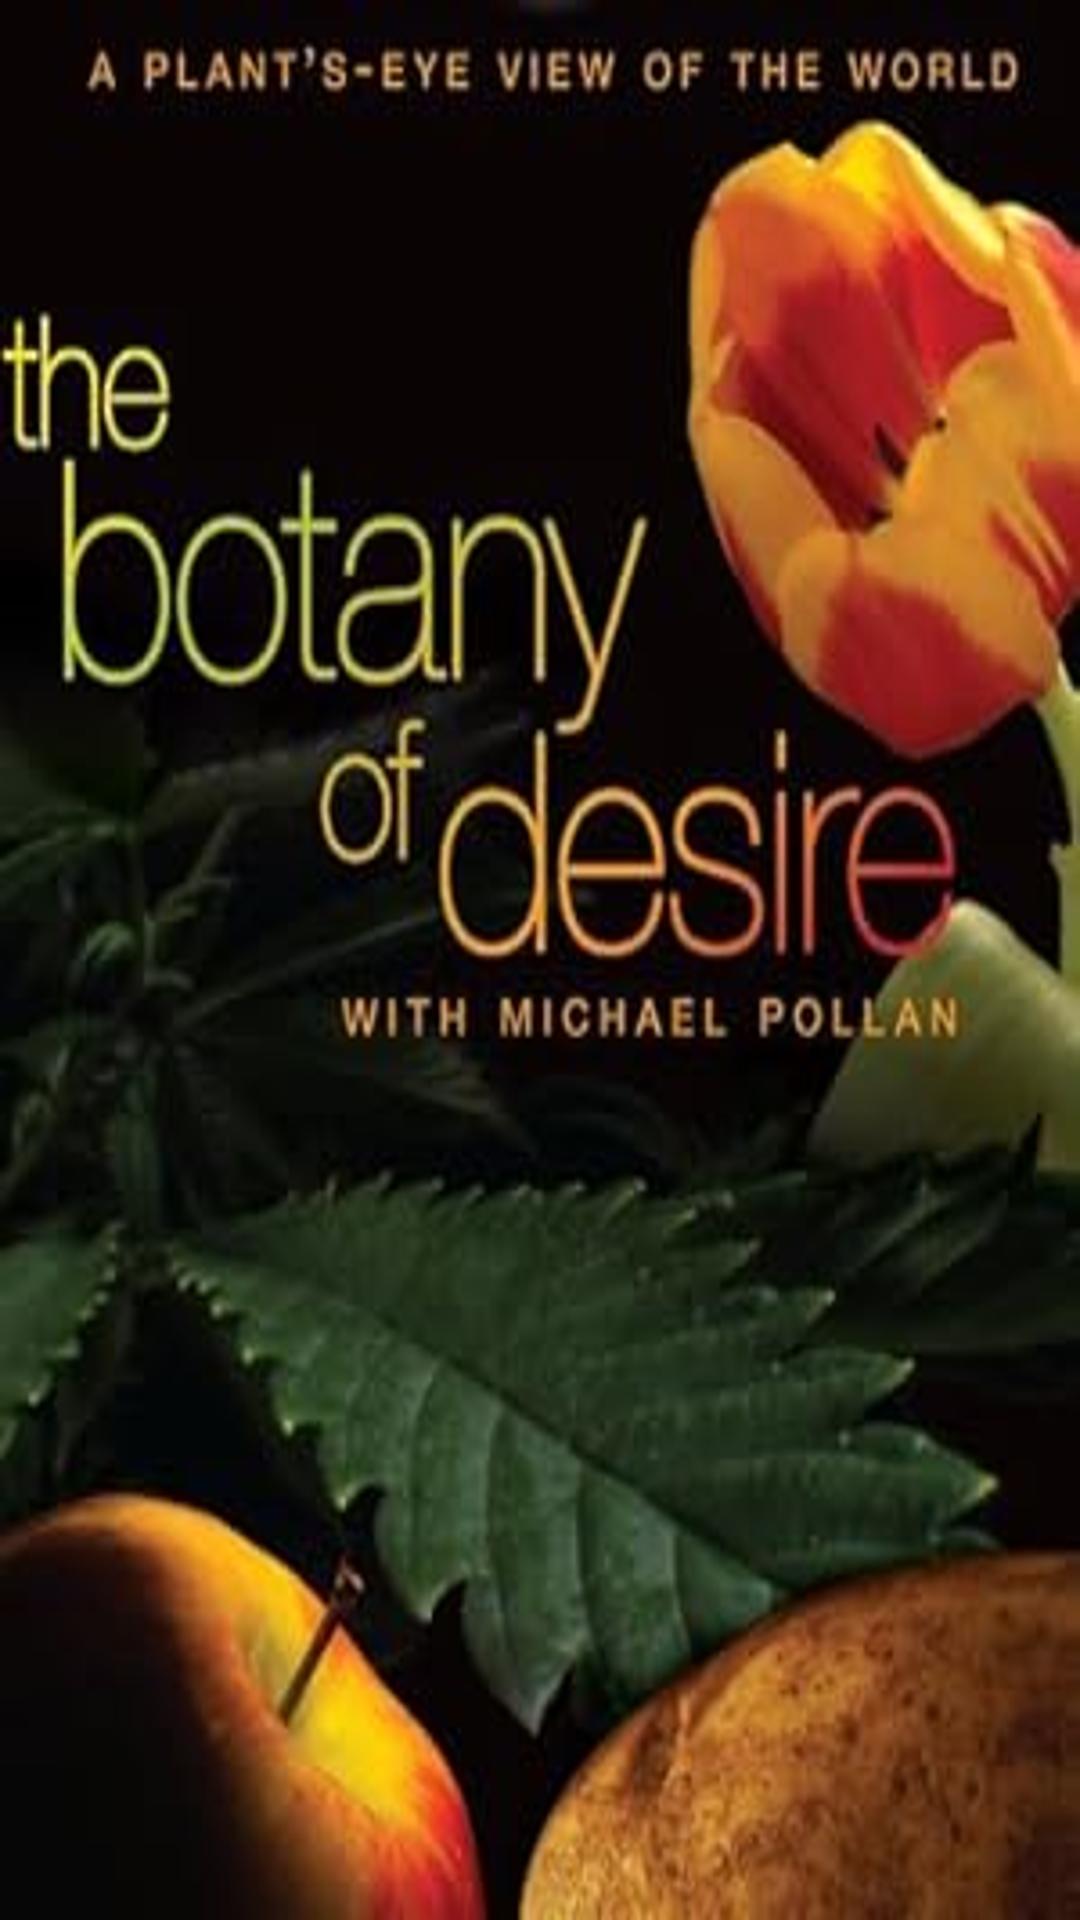 A PLANT'S-EYE VIEW OF THE WORLD
the
botany
of desire
WITH MICHAEL POLLAN